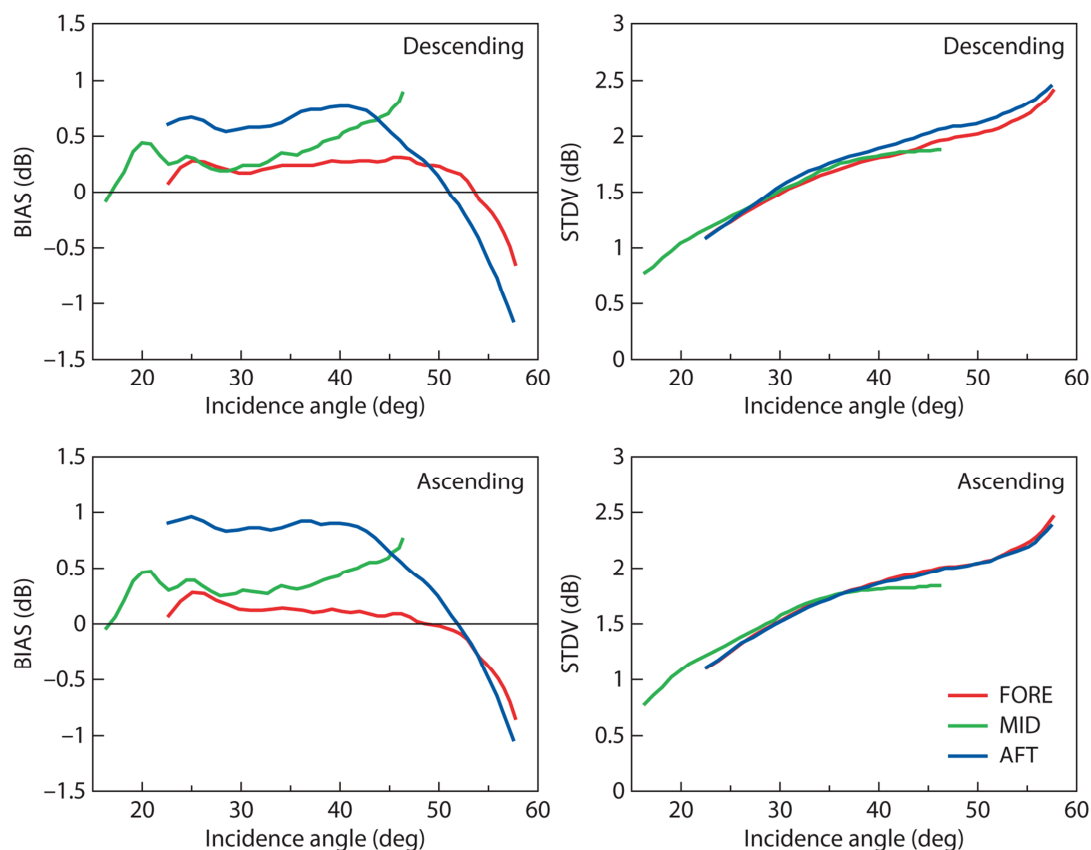 Descending
BIAS (dB)
1.5
1
0.5
0
−0.5
−1
−1.5
20 30 40 50 60
Incidence angle (deg)
Descending
STDV (dB)
3
2.5
2
1.5
1
0.5
0
20 30 40 50 60
Incidence angle (deg)
Ascending
BIAS (dB)
1.5
1
0.5
0
−0.5
−1
−1.5
20 30 40 50 60
Incidence angle (deg)
Ascending
STDV (dB)
3
2.5
2
1.5
1
0.5
0
FORE
MID
AFT
20 30 40 50 60
Incidence angle (deg)